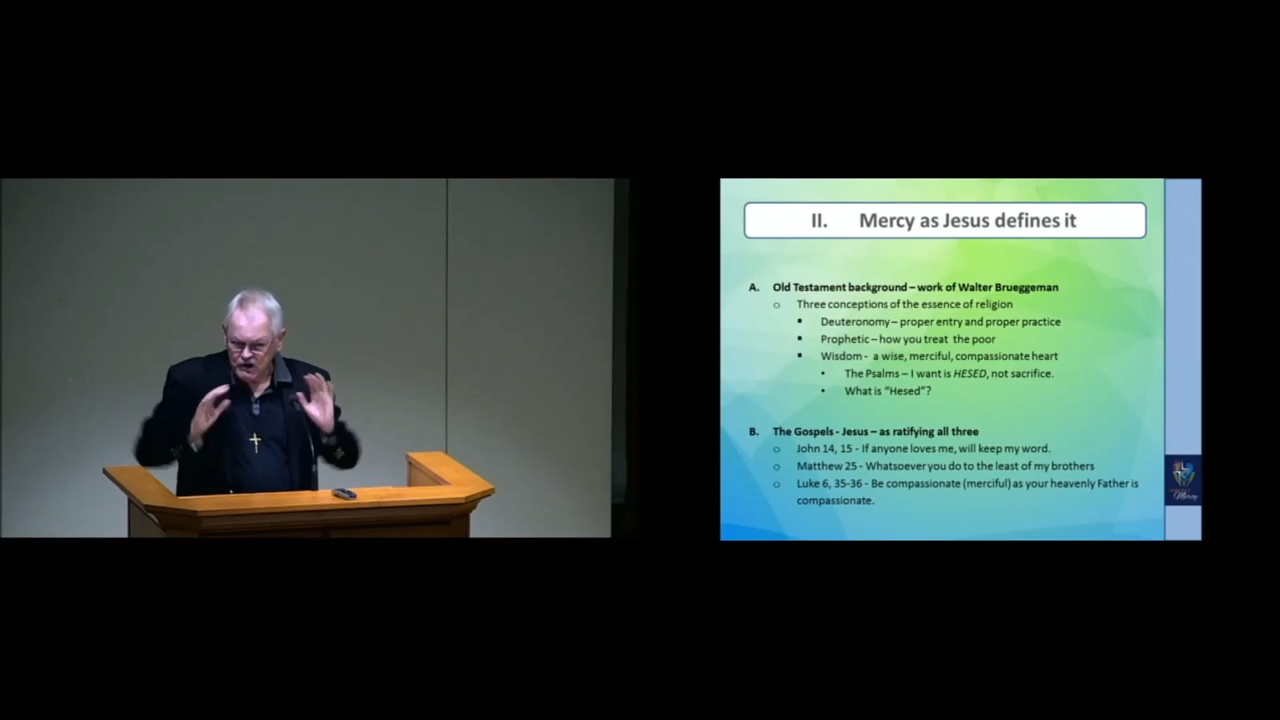 II. Mercy as Jesus defines it
A. Old Testament background – work of Walter Brueggeman
o Three conceptions of the essence of religion
▪ Deuteronomy – proper entry and proper practice
▪ Prophetic – how you treat the poor
▪ Wisdom - a wise, merciful, compassionate heart
• The Psalms – I want is HESED, not sacrifice.
• What is “Hesed”?
B. The Gospels - Jesus – as ratifying all three
o John 14, 15 - If anyone loves me, will keep my word.
o Matthew 25 - Whatsoever you do to the least of my brothers
o Luke 6, 35-36 - Be compassionate (merciful) as your heavenly Father is
compassionate.
Mercy